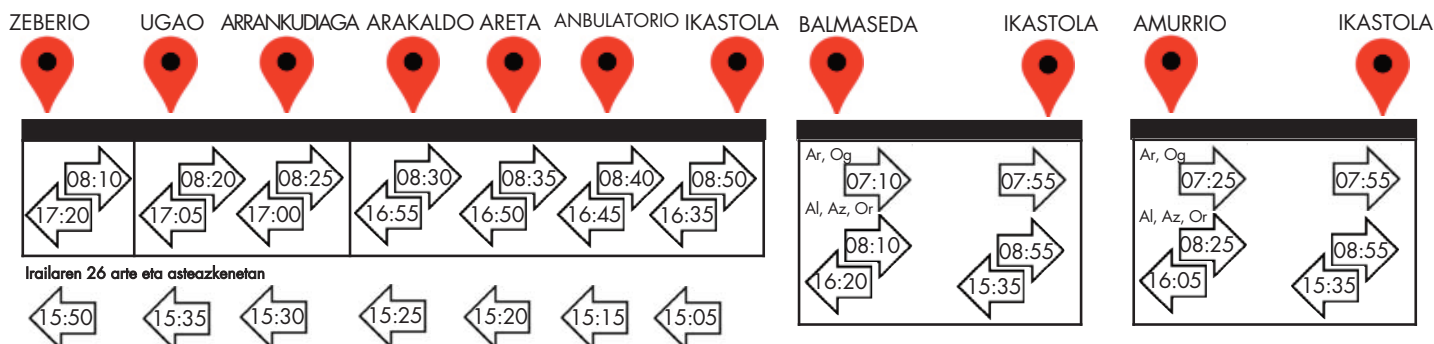 ZEBERIO UGAO ARRANKUDIAGA ARAKALDO ARETA ANBULATORIO IKASTOLA
08:10 08:20 08:25 08:30 08:35 08:40 08:50
17:20 17:05 17:00 16:55 16:50 16:45 16:35
Irailaren 26 arte eta asteazkenetan
15:50 15:35 15:30 15:25 15:20 15:15 15:05
BALMASEDA IKASTOLA
Ar, Og
07:10 07:55
Al, Az, Or
08:10 08:55
16:20 15:35
AMURRIO IKASTOLA
Ar, Og
07:25 07:55
Al, Az, Or
08:25 08:55
16:05 15:35